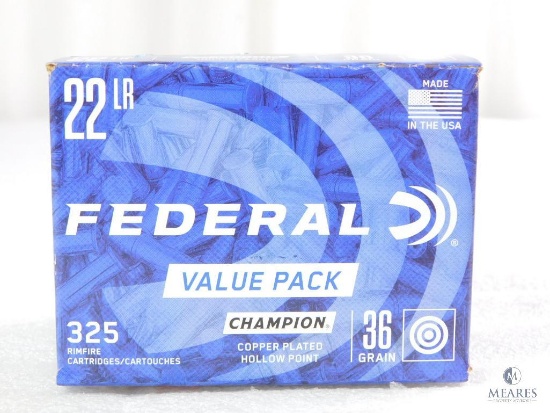 22 LR
MADE
IN THE USA
FEDERAL
®
VALUE PACK
325
RIMFIRE
CARTRIDGES/CARTOUCHES
CHAMPION
COPPER PLATED
HOLLOW POINT
36
GRAIN
M
MEARES